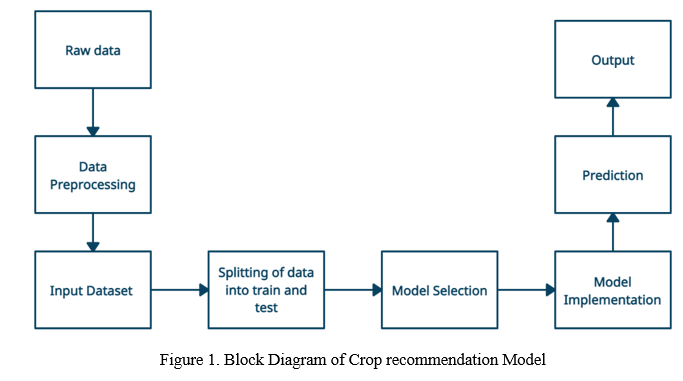 Raw data
Data
Preprocessing
Input Dataset
Splitting of data
into train and
test
Model Selection
Model
Implementation
Prediction
Output
Figure 1. Block Diagram of Crop recommendation Model